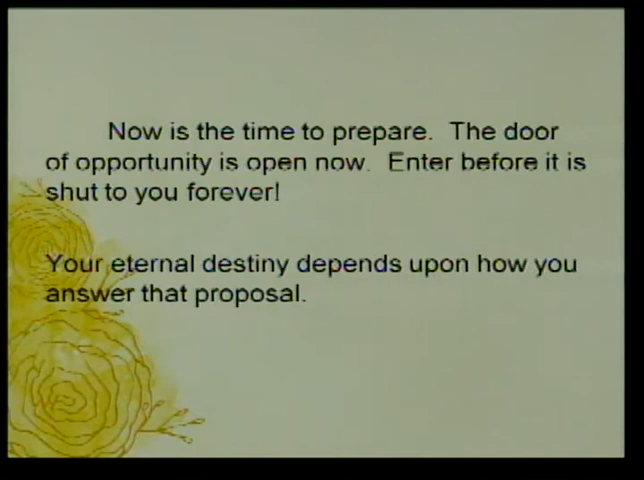 Now is the time to prepare. The door
of opportunity is open now. Enter before it is
shut to you forever!
Your eternal destiny depends upon how you
answer that proposal.